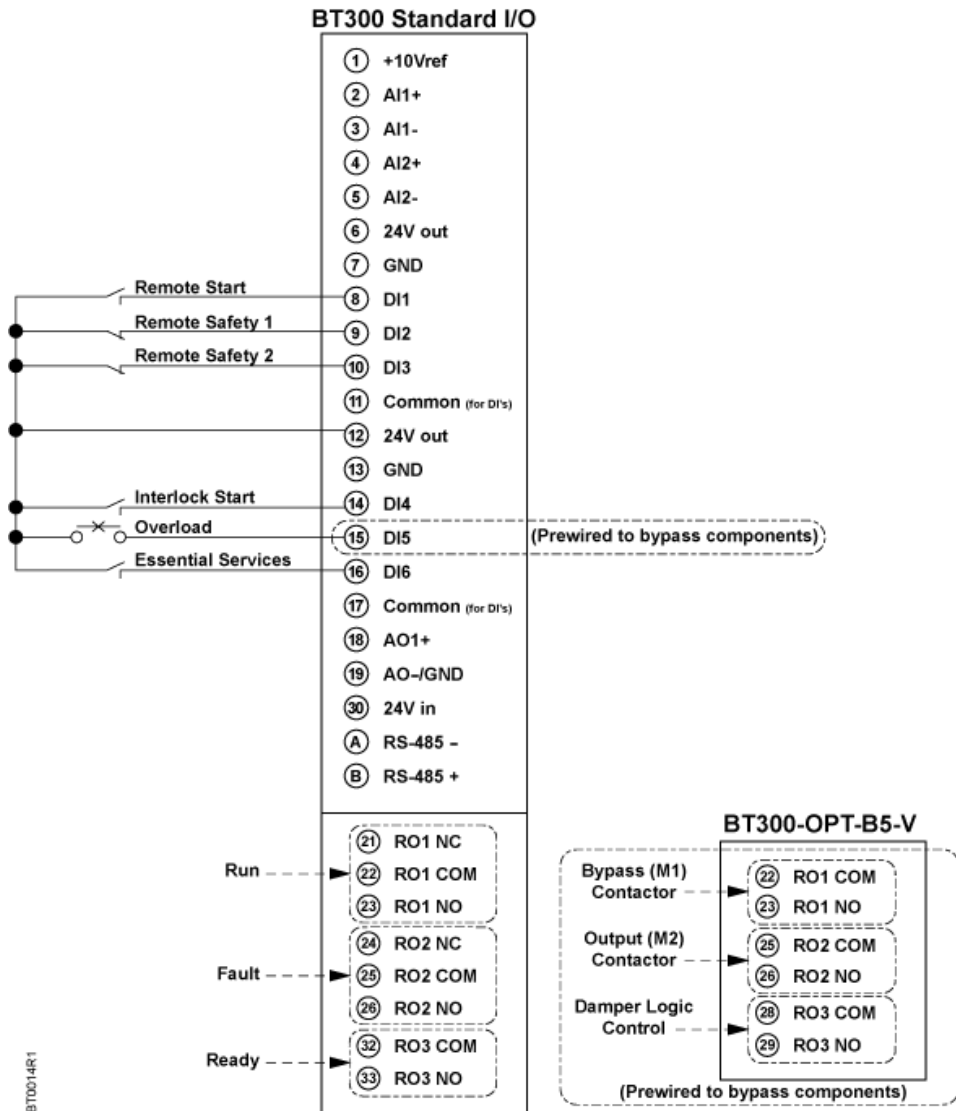 BT300 Standard I/O
1 +10Vref
2 AI1+
3 AI1-
4 AI2+
5 AI2-
6 24V out
7 GND
Remote Start 8 DI1
Remote Safety 1 9 DI2
Remote Safety 2 10 DI3
11 Common (for DI's)
12 24V out
13 GND
Interlock Start 14 DI4
Overload 15 DI5 (Prewired to bypass components)
Essential Services 16 DI6
17 Common (for DI's)
18 AO1+
19 AO-/GND
30 24V in
A RS-485 -
B RS-485 +
21 RO1 NC
Run 22 RO1 COM
23 RO1 NO
24 RO2 NC
Fault 25 RO2 COM
26 RO2 NO
Ready 32 RO3 COM
33 RO3 NO
BT300-OPT-B5-V
Bypass (M1)
Contactor
22 RO1 COM
23 RO1 NO
Output (M2)
Contactor
25 RO2 COM
26 RO2 NO
Damper Logic
Control
28 RO3 COM
29 RO3 NO
(Prewired to bypass components)
BT0014R1